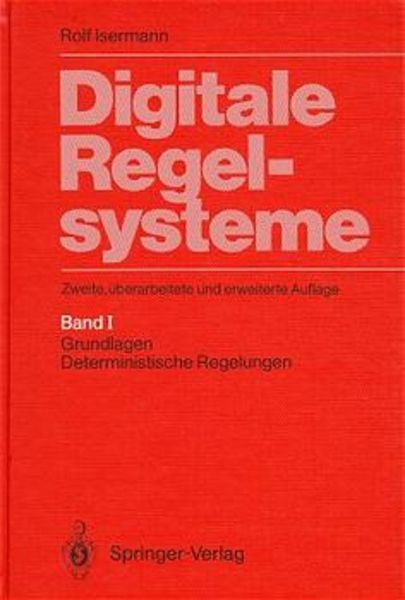 Rolf Isermann
Digitale
Regel-
systeme
Zweite, überarbeitete und erweiterte Auflage
Band I
Grundlagen
Deterministische Regelungen
Springer-Verlag